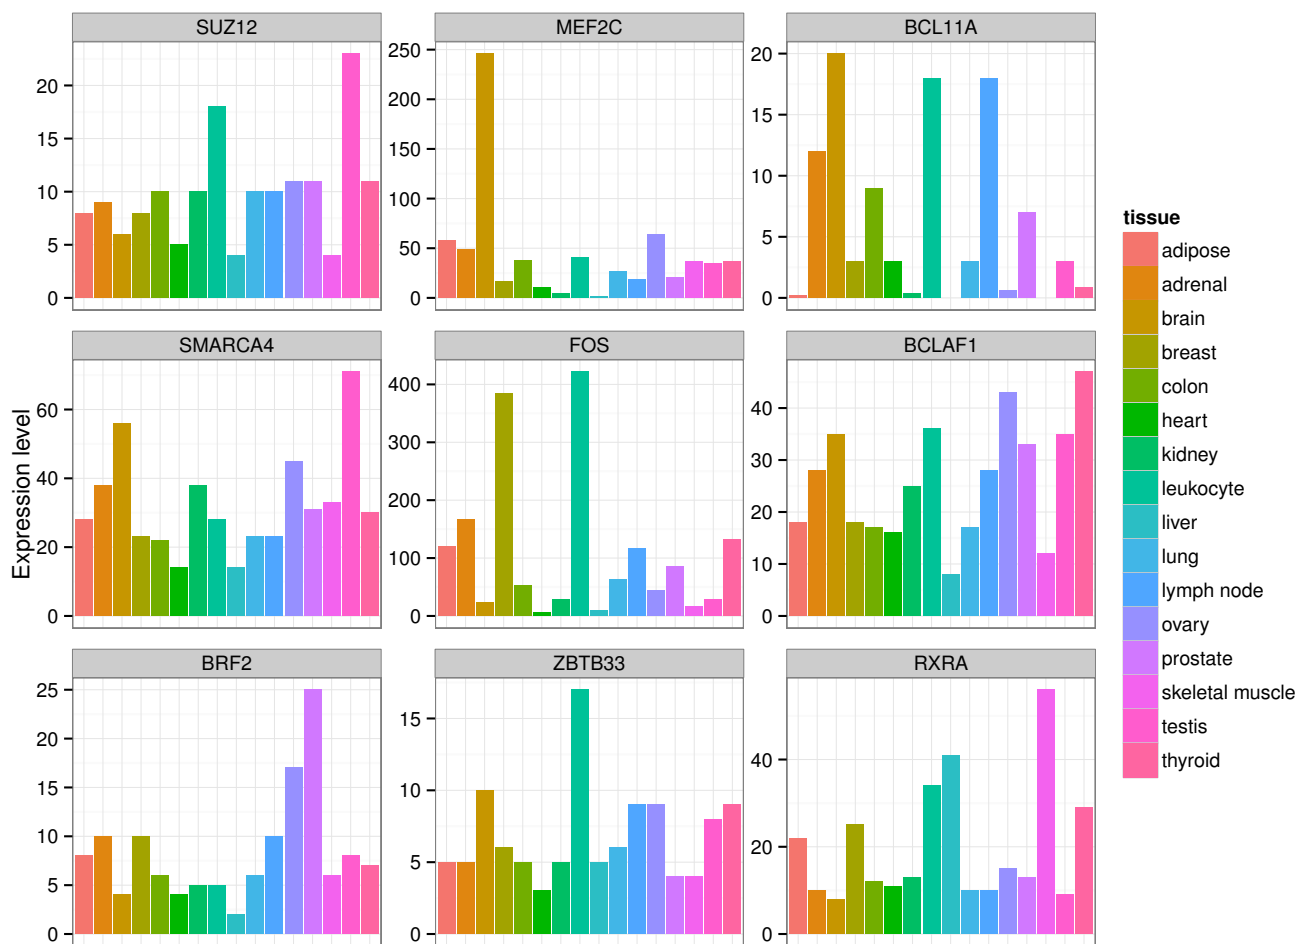 SUZ12
MEF2C
BCL11A
0
5
10
15
20
0
50
100
150
200
250
0
5
10
15
20
SMARCA4
FOS
BCLAF1
0
20
40
60
0
100
200
300
400
0
10
20
30
40
BRF2
ZBTB33
RXRA
0
5
10
15
20
25
0
5
10
15
0
20
40
Expression level
tissue
adipose
adrenal
brain
breast
colon
heart
kidney
leukocyte
liver
lung
lymph node
ovary
prostate
skeletal muscle
testis
thyroid